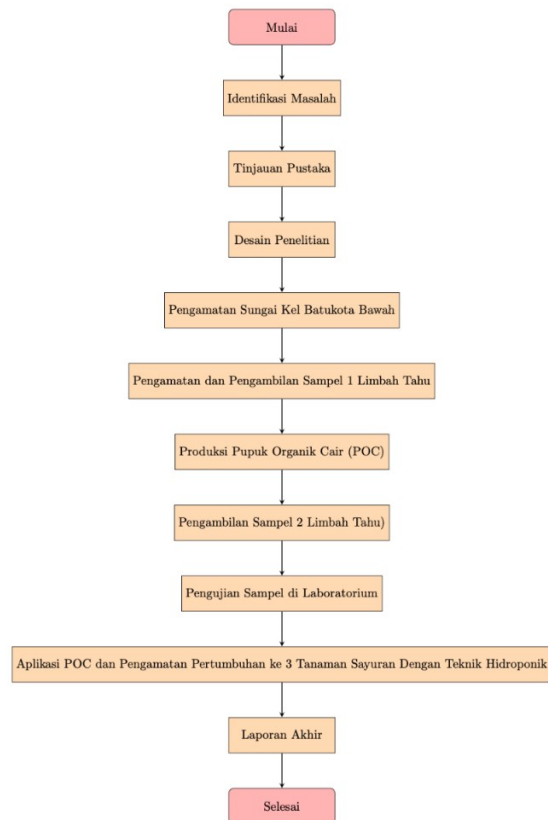 Mulai
Identifikasi Masalah
Tinjauan Pustaka
Desain Penelitian
Pengamatan Sungai Kel Batukota Bawah
Pengamatan dan Pengambilan Sampel 1 Limbah Tahu
Produksi Pupuk Organik Cair (POC)
Pengambilan Sampel 2 Limbah Tahu)
Pengujian Sampel di Laboratorium
Aplikasi POC dan Pengamatan Pertumbuhan ke 3 Tanaman Sayuran Dengan Teknik Hidroponik
Laporan Akhir
Selesai